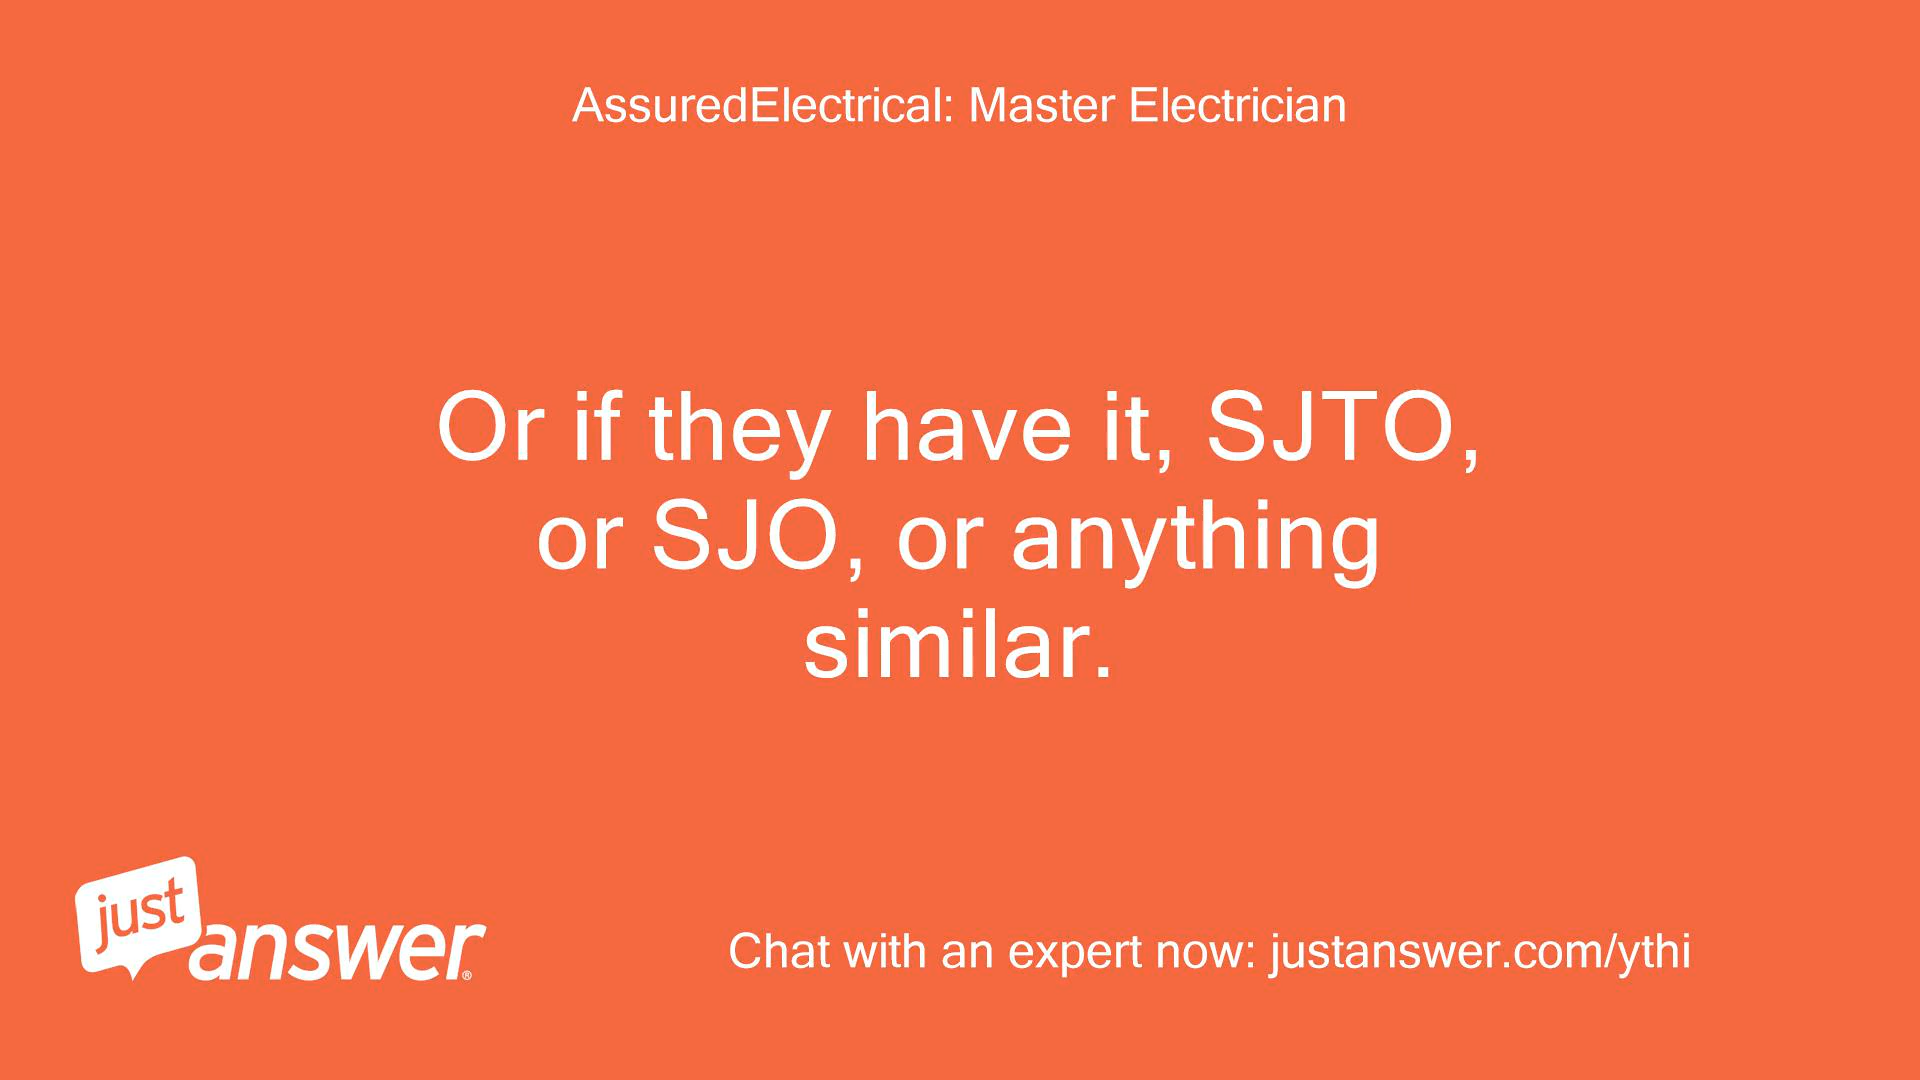 AssuredElectrical: Master Electrician
Or if they have it, SJTO,
or SJO, or anything
similar.
just
answer®
Chat with an expert now: justanswer.com/ythi